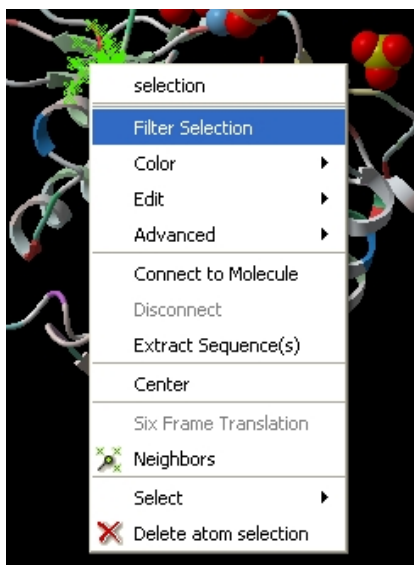 selection
Filter Selection
Color
Edit
Advanced
Connect to Molecule
Disconnect
Extract Sequence(s)
Center
Six Frame Translation
Neighbors
Select
Delete atom selection